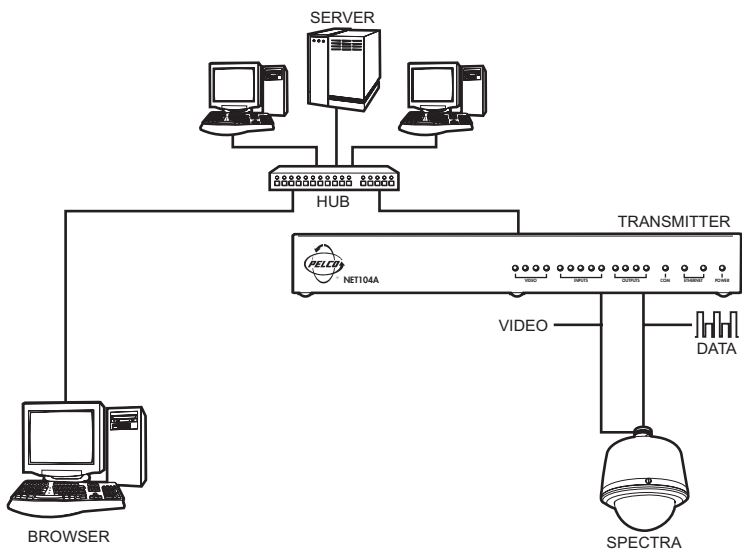 SERVER
HUB
TRANSMITTER
PELCO
NET104A
VIDEO
INPUTS
OUTPUTS
COM
ETHERNET
POWER
VIDEO
DATA
BROWSER
SPECTRA